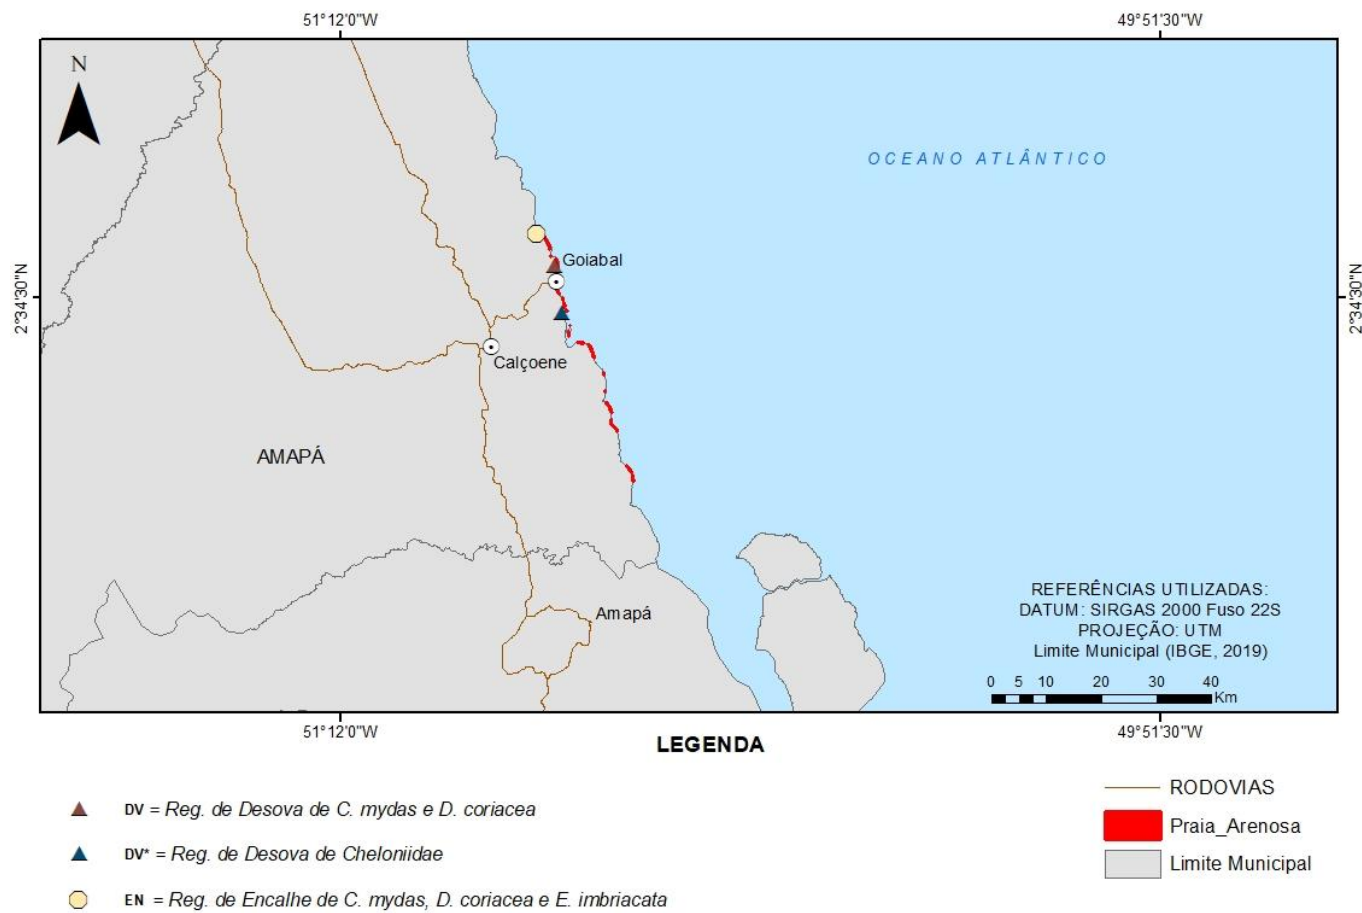 51°12'0"W 49°51'30"W
N
OCEANO ATLÂNTICO
Goiabal
2°34'30"N 2°34'30"N
Calçoene
AMAPÁ
REFERÊNCIAS UTILIZADAS:
DATUM: SIRGAS 2000 Fuso 22S
PROJEÇÃO: UTM
Limite Municipal (IBGE, 2019)
Amapá
0 5 10 20 30 40
Km
51°12'0"W 49°51'30"W
LEGENDA
DV = Reg. de Desova de C. mydas e D. coriacea
DV* = Reg. de Desova de Cheloniidae
EN = Reg. de Encalhe de C. mydas, D. coriacea e E. imbriacata
RODOVIAS
Praia_Arenosa
Limite Municipal